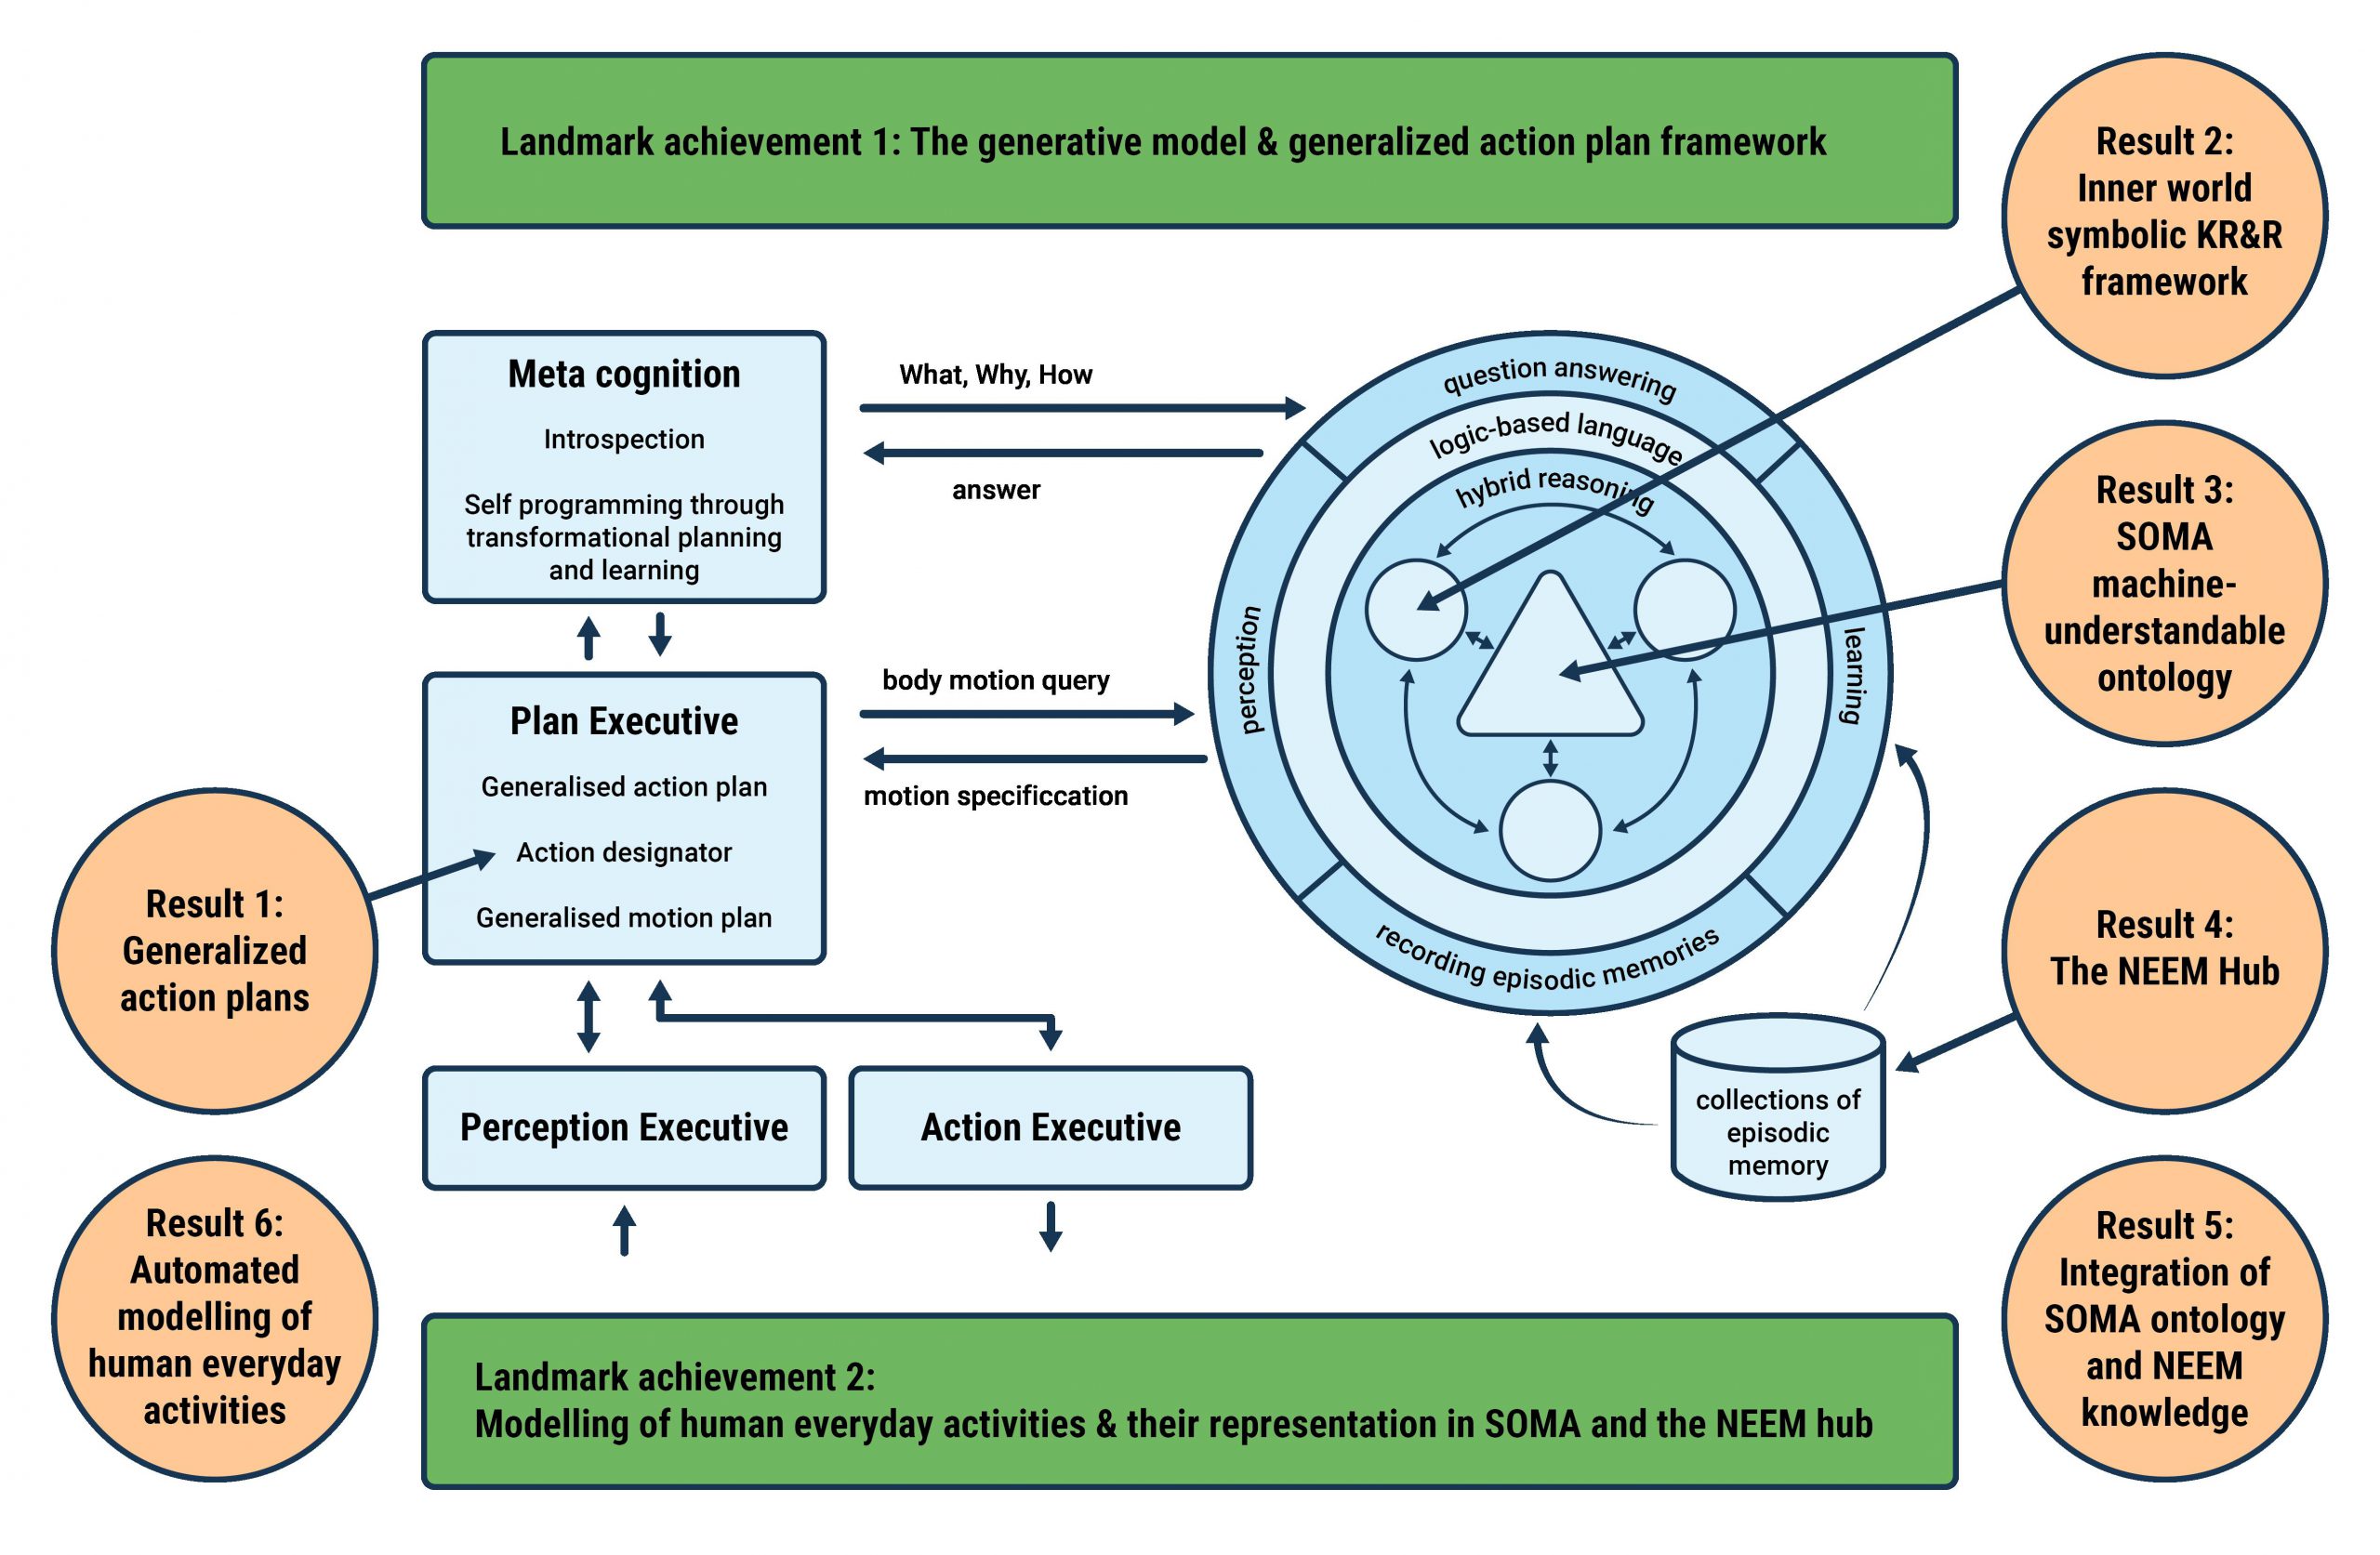 Landmark achievement 1: The generative model & generalized action plan framework
Result 2:
Inner world
symbolic KR&R
framework
Meta cognition
Introspection
Self programming through
transformational planning
and learning
What, Why, How
answer
question answering
logic-based language
hybrid reasoning
perception
learning
recording episodic memories
Result 3:
SOMA
machine-
understandable
ontology
Plan Executive
Generalised action plan
Action designator
Generalised motion plan
body motion query
motion specificcation
Result 1:
Generalized
action plans
Result 4:
The NEEM Hub
Perception Executive
Action Executive
collections of
episodic
memory
Result 6:
Automated
modelling of
human everyday
activities
Result 5:
Integration of
SOMA ontology
and NEEM
knowledge
Landmark achievement 2:
Modelling of human everyday activities & their representation in SOMA and the NEEM hub